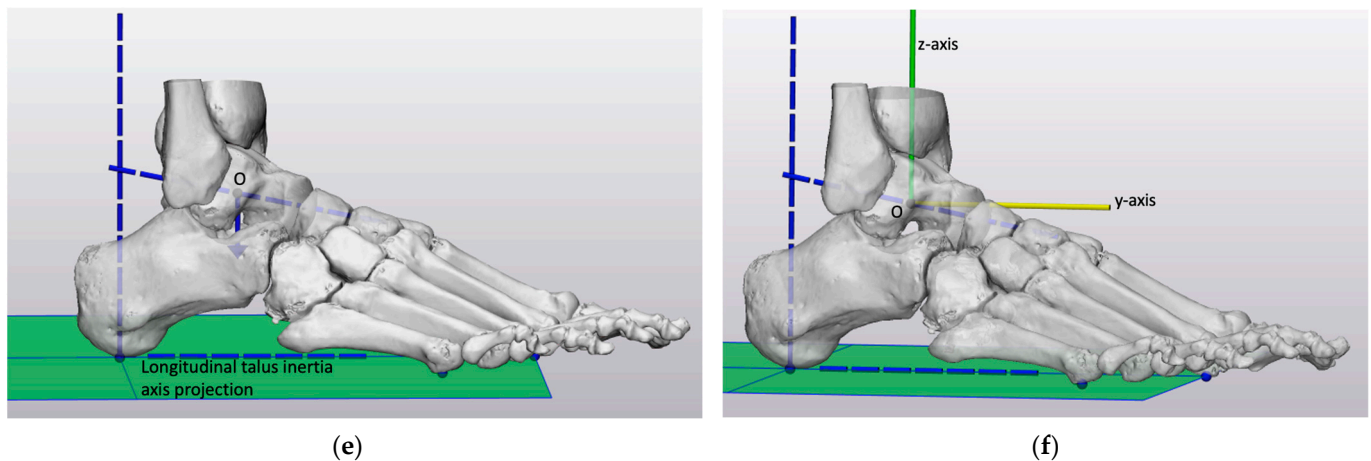 O
Longitudinal talus inertia
axis projection
(e)
z-axis
O
y-axis
(f)